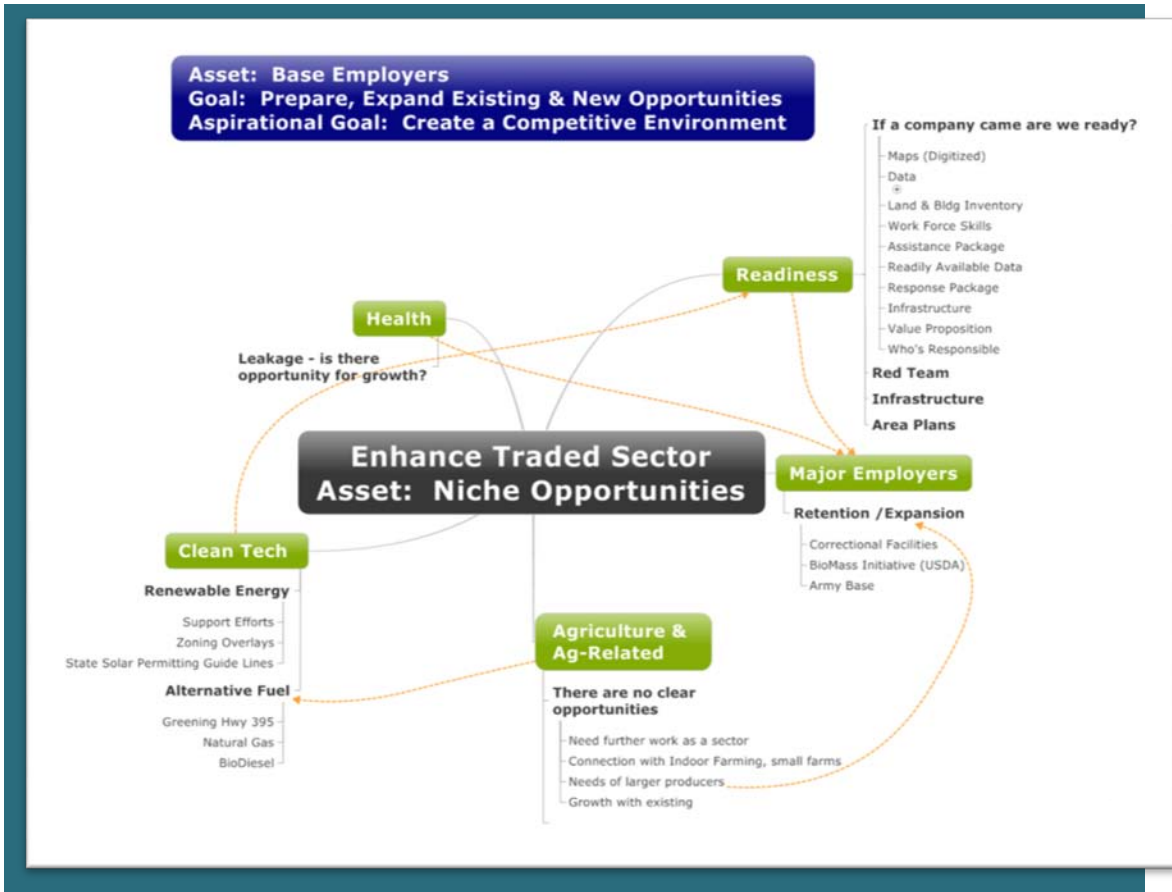 Asset:  Base Employers
Goal:  Prepare, Expand Existing & New Opportunities
Aspirational Goal:  Create a Competitive Environment
If a company came are we ready?
Maps (Digitized)
Data
Land & Bldg Inventory
Work Force Skills
Assistance Package
Readily Available Data
Response Package
Infrastructure
Value Proposition
Who's Responsible
Readiness
Red Team
Infrastructure
Area Plans
Health
Leakage - is there
opportunity for growth?
Enhance Traded Sector
Asset:  Niche Opportunities
Major Employers
Retention /Expansion
Correctional Facilities
BioMass Initiative (USDA)
Army Base
Clean Tech
Renewable Energy
Support Efforts
Zoning Overlays
State Solar Permitting Guide Lines
Alternative Fuel
Greening Hwy 395
Natural Gas
BioDiesel
Agriculture &
Ag-Related
There are no clear
opportunities
Need further work as a sector
Connection with Indoor Farming, small farms
Needs of larger producers
Growth with existing